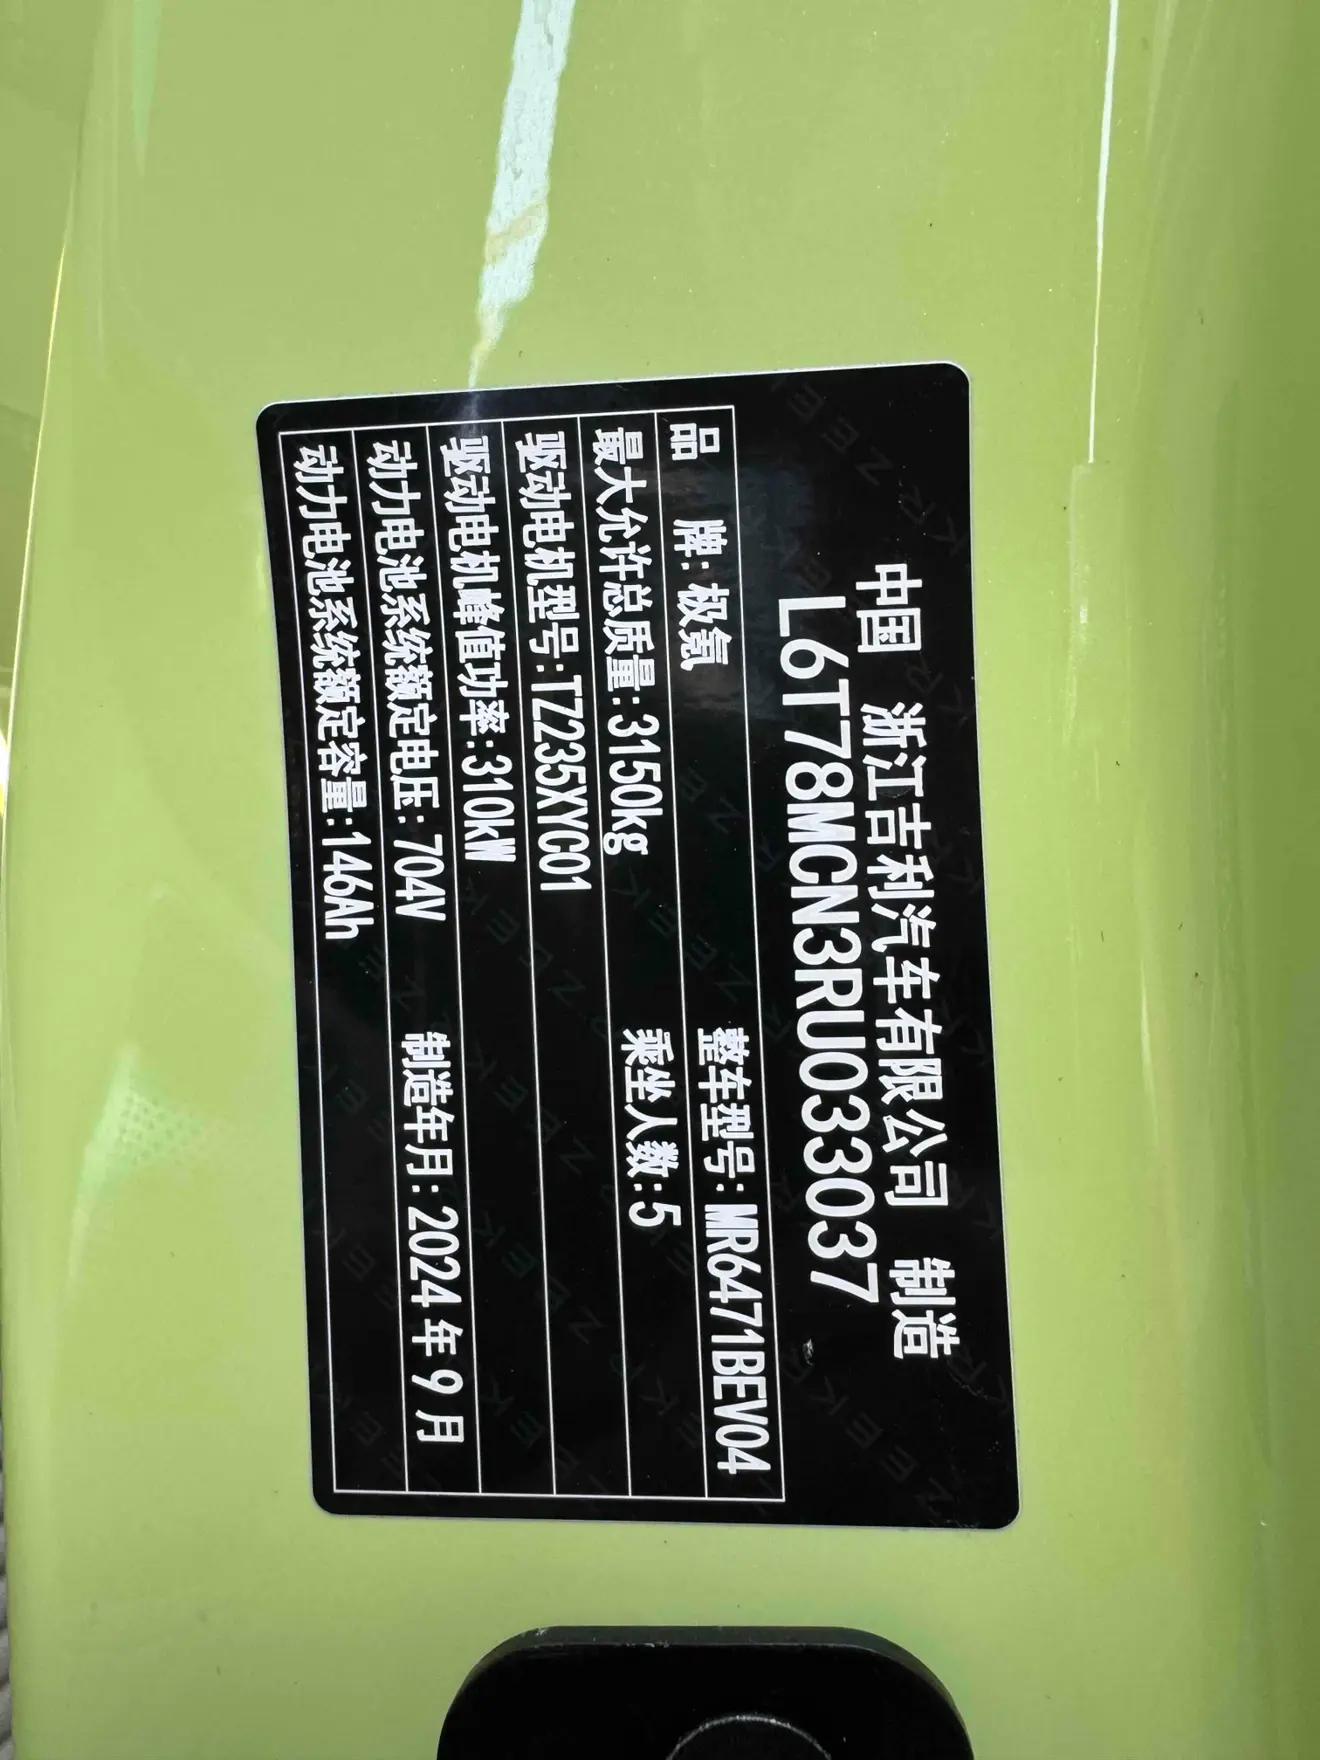 中国 浙江吉利汽车有限公司 制造
L6T78MCN3RU033037
品 牌:极氪 整车型号:MR6471BEV04
最大允许总质量:3150kg 乘坐人数:5
驱动电机型号:TZ235XYC01
驱动电机峰值功率:310kW
动力电池系统额定电压:704V 制造年月:2024年9月
动力电池系统额定容量:146Ah